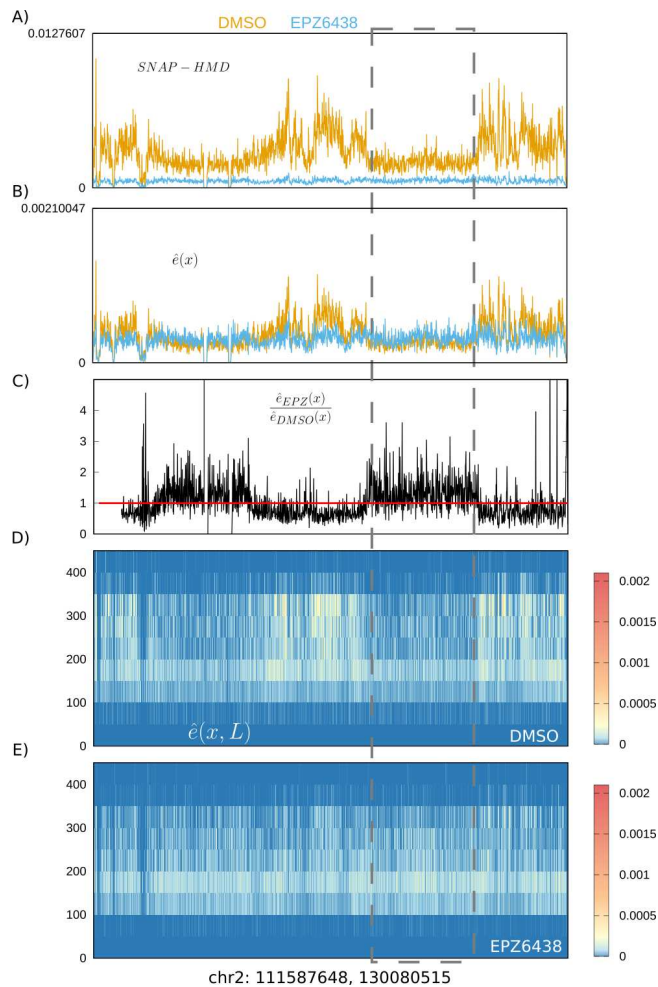 A)
DMSO EPZ6438
0.0127607
SNAP − HMD
0
B)
0.00210047
ê(x)
0
C)
5
4
3
2
1
0
ê_EPZ(x)
ê_DMSO(x)
D)
400
300
200
100
0
ê(x, L)
DMSO
0.002
0.0015
0.001
0.0005
0
E)
400
300
200
100
0
EPZ6438
0.002
0.0015
0.001
0.0005
0
chr2: 111587648, 130080515